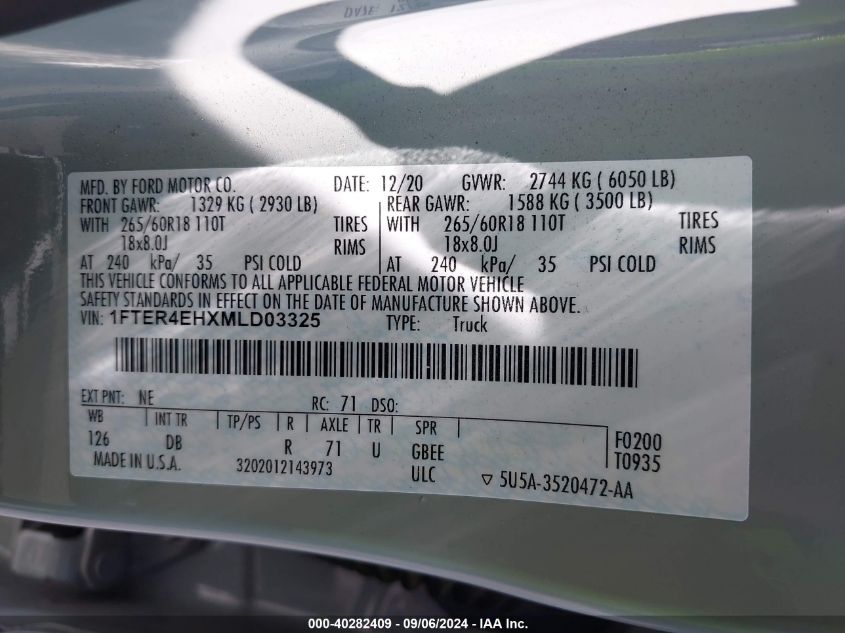 MFD. BY FORD MOTOR CO. DATE: 12/20 GVWR: 2744 KG ( 6050 LB)
FRONT GAWR: 1329 KG ( 2930 LB) REAR GAWR: 1588 KG ( 3500 LB)
WITH 265/60R18 110T TIRES WITH 265/60R18 110T TIRES
18x8.0J RIMS 18x8.0J RIMS
AT 240 kPa/ 35 PSI COLD AT 240 kPa/ 35 PSI COLD
THIS VEHICLE CONFORMS TO ALL APPLICABLE FEDERAL MOTOR VEHICLE
SAFETY STANDARDS IN EFFECT ON THE DATE OF MANUFACTURE SHOWN ABOVE.
VIN: 1FTER4EHXMLD03325 TYPE: Truck
EXT PNT: NE RC: 71 DSO:
WB INT TR TP/PS R AXLE TR SPR
126 DB R 71 U GBEE F0200
ULC T0935
MADE IN U.S.A. 3202012143973 ▽ 5U5A-3520472-AA
000-40282409 - 09/06/2024 - IAA Inc.